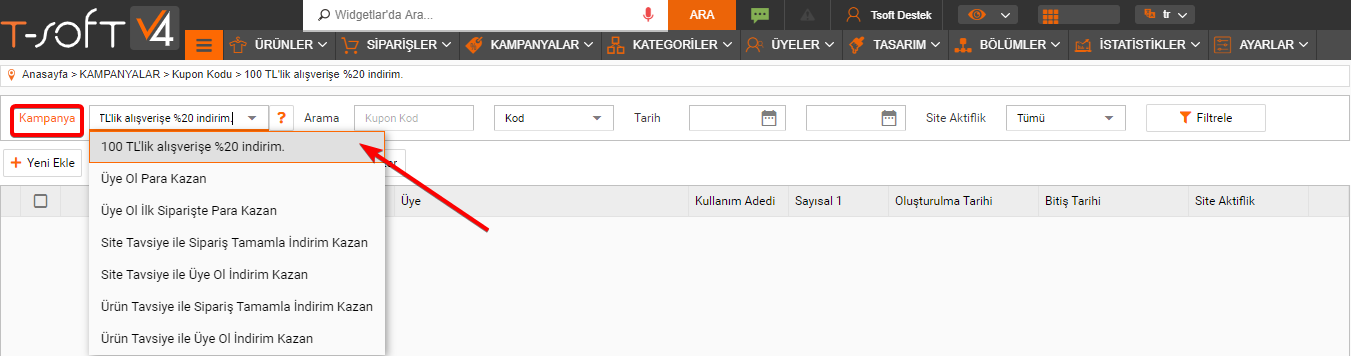 T-SOFT V4
Widgetlar'da Ara...
ARA
Tsoft Destek
tr
ÜRÜNLER
SİPARİŞLER
KAMPANYALAR
KATEGORİLER
ÜYELER
TASARIM
BÖLÜMLER
İSTATİSTİKLER
AYARLAR
Anasayfa > KAMPANYALAR > Kupon Kodu > 100 TL'lik alışverişe %20 indirim.
Kampanya
TL'lik alışverişe %20 indirim.
?
Arama
Kupon Kod
Kod
Tarih
Site Aktiflik
Tümü
Filtrele
+ Yeni Ekle
100 TL'lik alışverişe %20 indirim.
Üye Ol Para Kazan
Üye Ol İlk Siparişte Para Kazan
Site Tavsiye ile Sipariş Tamamla İndirim Kazan
Site Tavsiye ile Üye Ol İndirim Kazan
Ürün Tavsiye ile Sipariş Tamamla İndirim Kazan
Ürün Tavsiye ile Üye Ol İndirim Kazan
Üye
Kullanım Adedi
Sayısal 1
Oluşturulma Tarihi
Bitiş Tarihi
Site Aktiflik